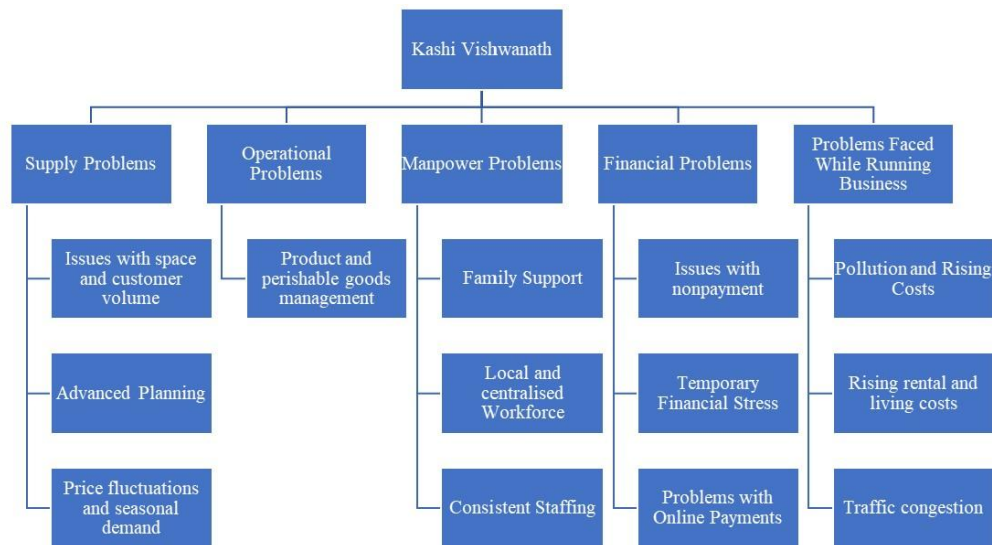 Kashi Vishwanath
Supply Problems
Operational
Problems
Manpower Problems
Financial Problems
Problems Faced
While Running
Business
Issues with space
and customer
volume
Product and
perishable goods
management
Family Support
Issues with
nonpayment
Pollution and Rising
Costs
Advanced Planning
Local and
centralised
Workforce
Temporary
Financial Stress
Rising rental and
living costs
Price fluctuations
and seasonal
demand
Consistent Staffing
Problems with
Online Payments
Traffic congestion